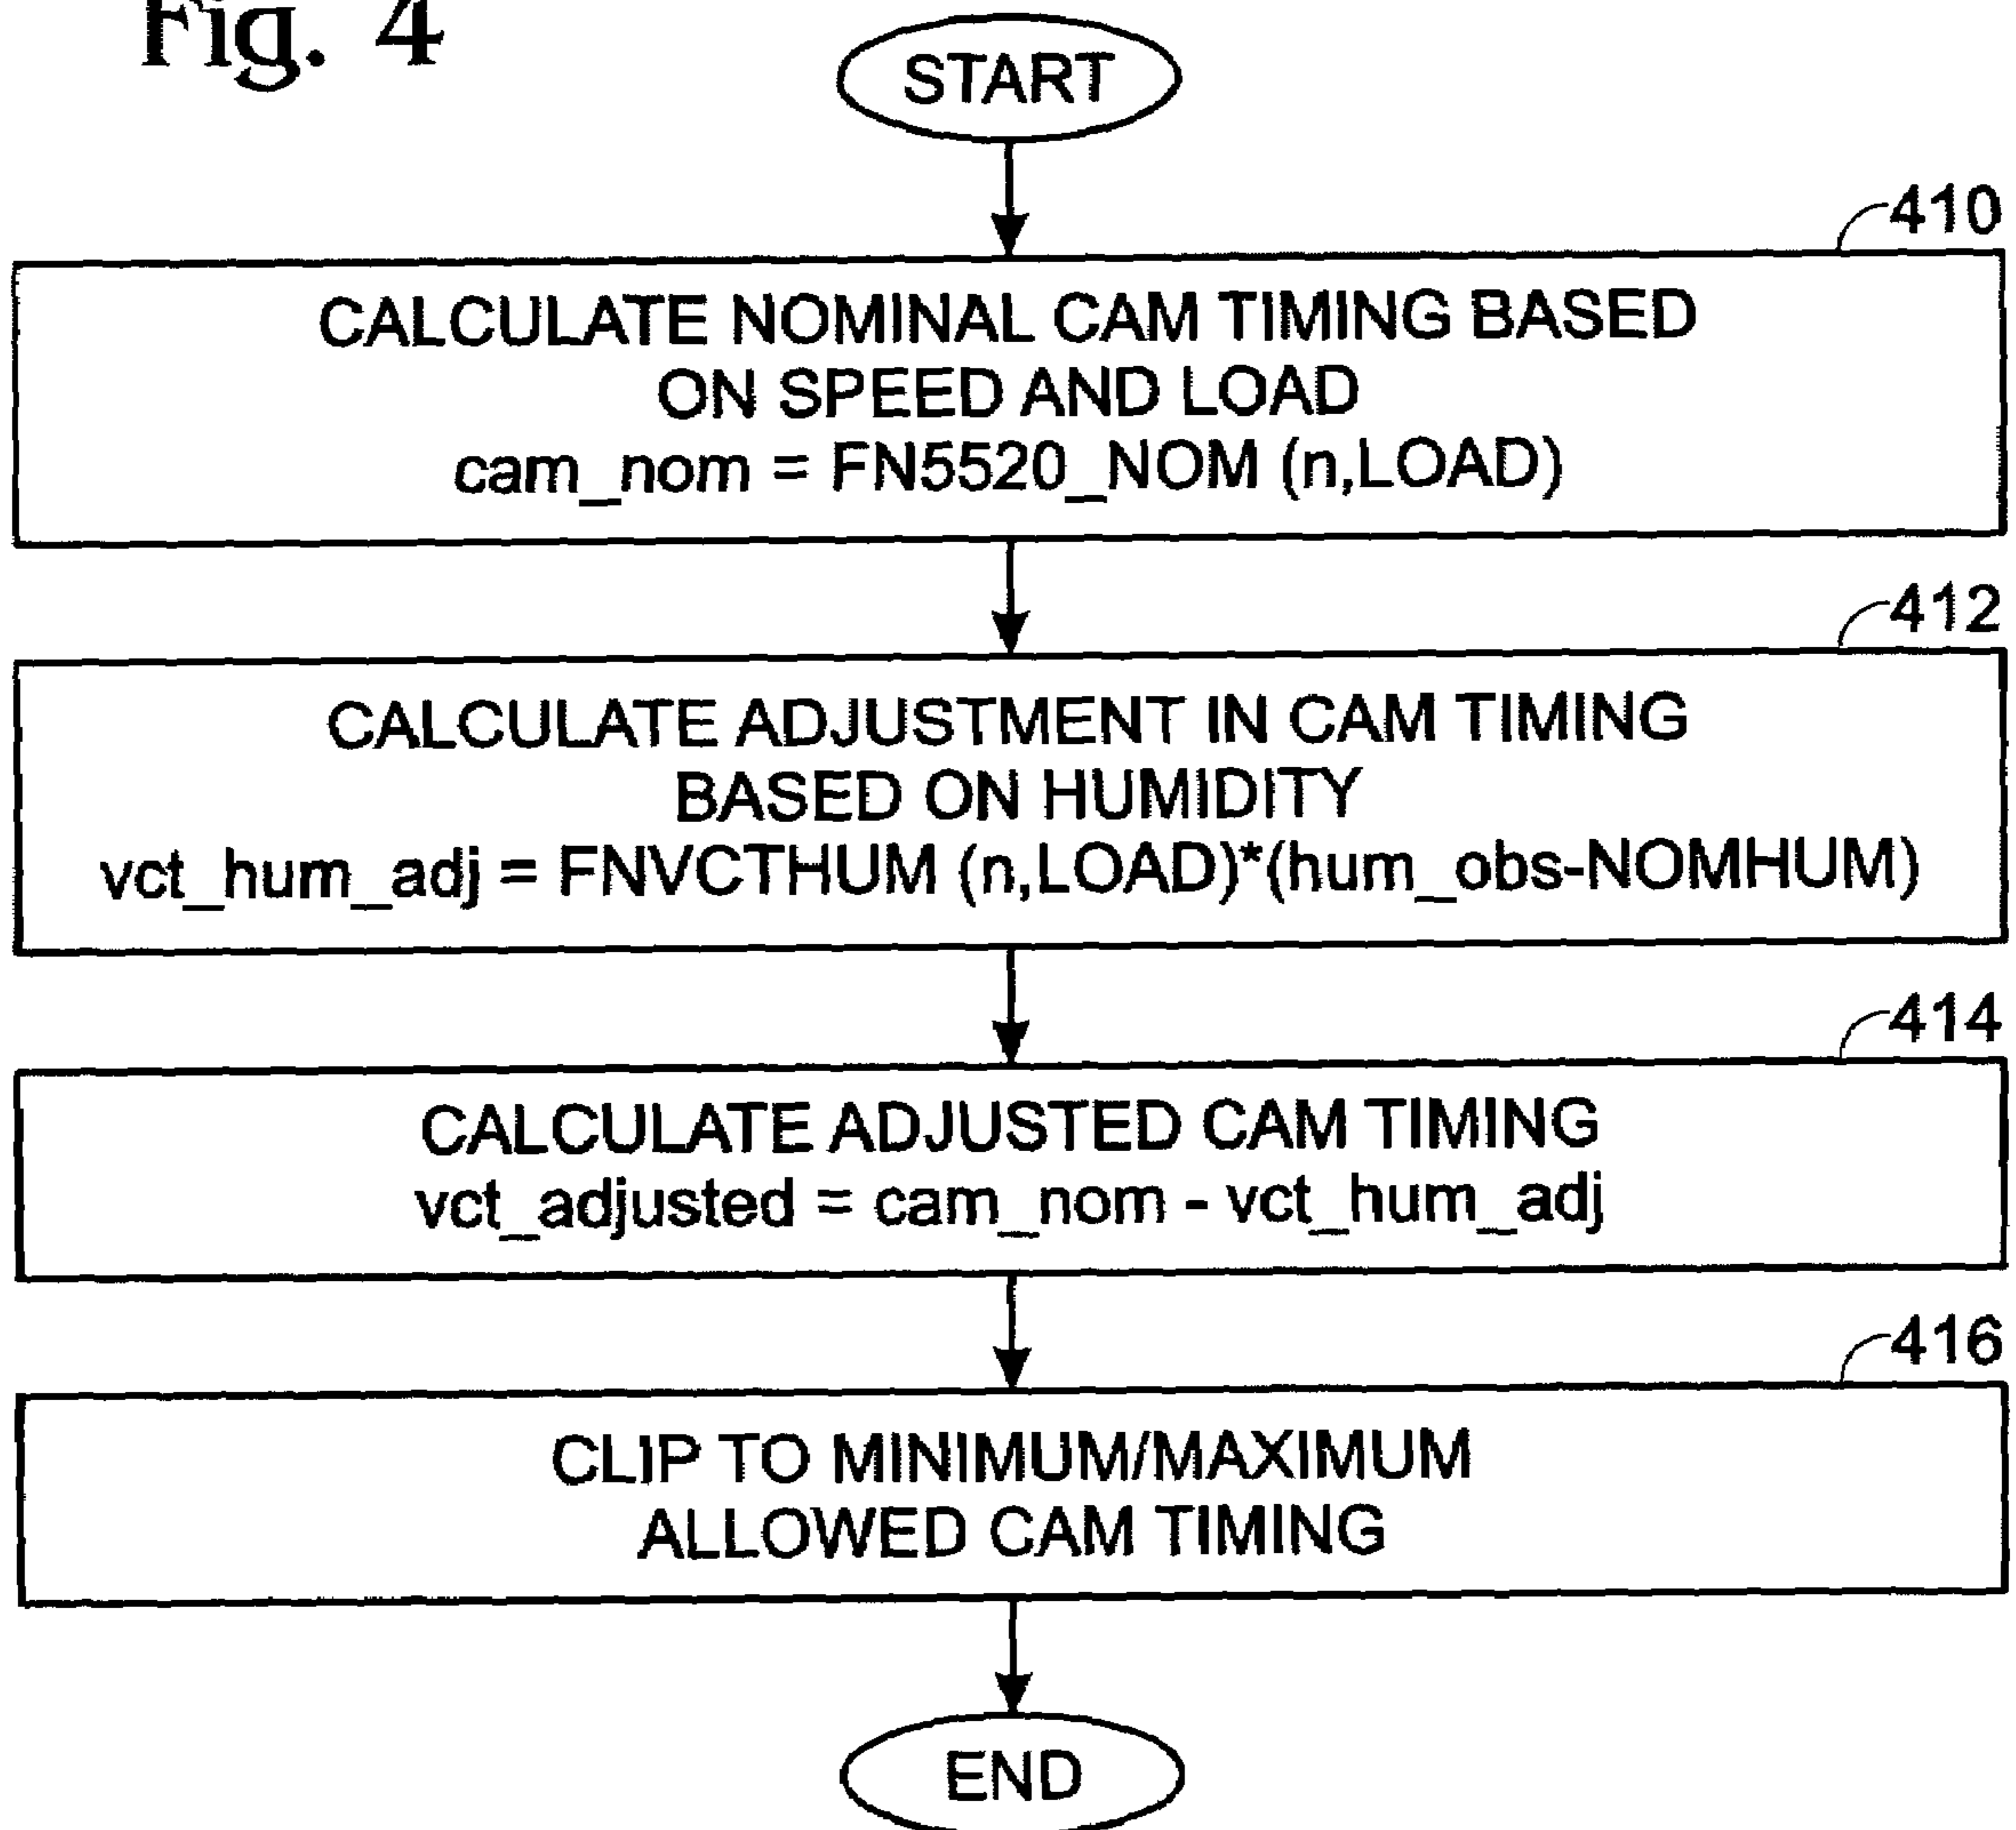 Fig. 4
START
410
CALCULATE NOMINAL CAM TIMING BASED
ON SPEED AND LOAD
cam_nom = FN5520_NOM (n,LOAD)
412
CALCULATE ADJUSTMENT IN CAM TIMING
BASED ON HUMIDITY
vct_hum_adj = FNVCTHUM (n,LOAD)*(hum_obs-NOMHUM)
414
CALCULATE ADJUSTED CAM TIMING
vct_adjusted = cam_nom - vct_hum_adj
416
CLIP TO MINIMUM/MAXIMUM
ALLOWED CAM TIMING
END